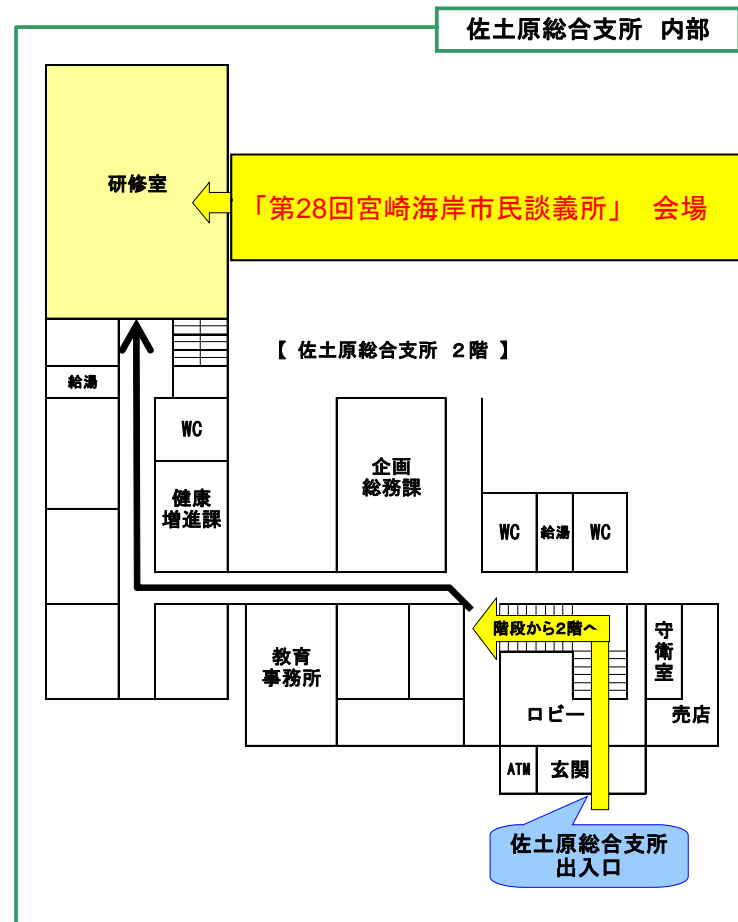 佐土原総合支所 内部
研修室
「第28回宮崎海岸市民談義所」 会場
【 佐土原総合支所 2階 】
給湯
WC
健康
増進課
企画
総務課
WC
給湯
WC
階段から2階へ
教育
事務所
守
衛
室
ロビー
売店
ATM
玄関
佐土原総合支所
出入口